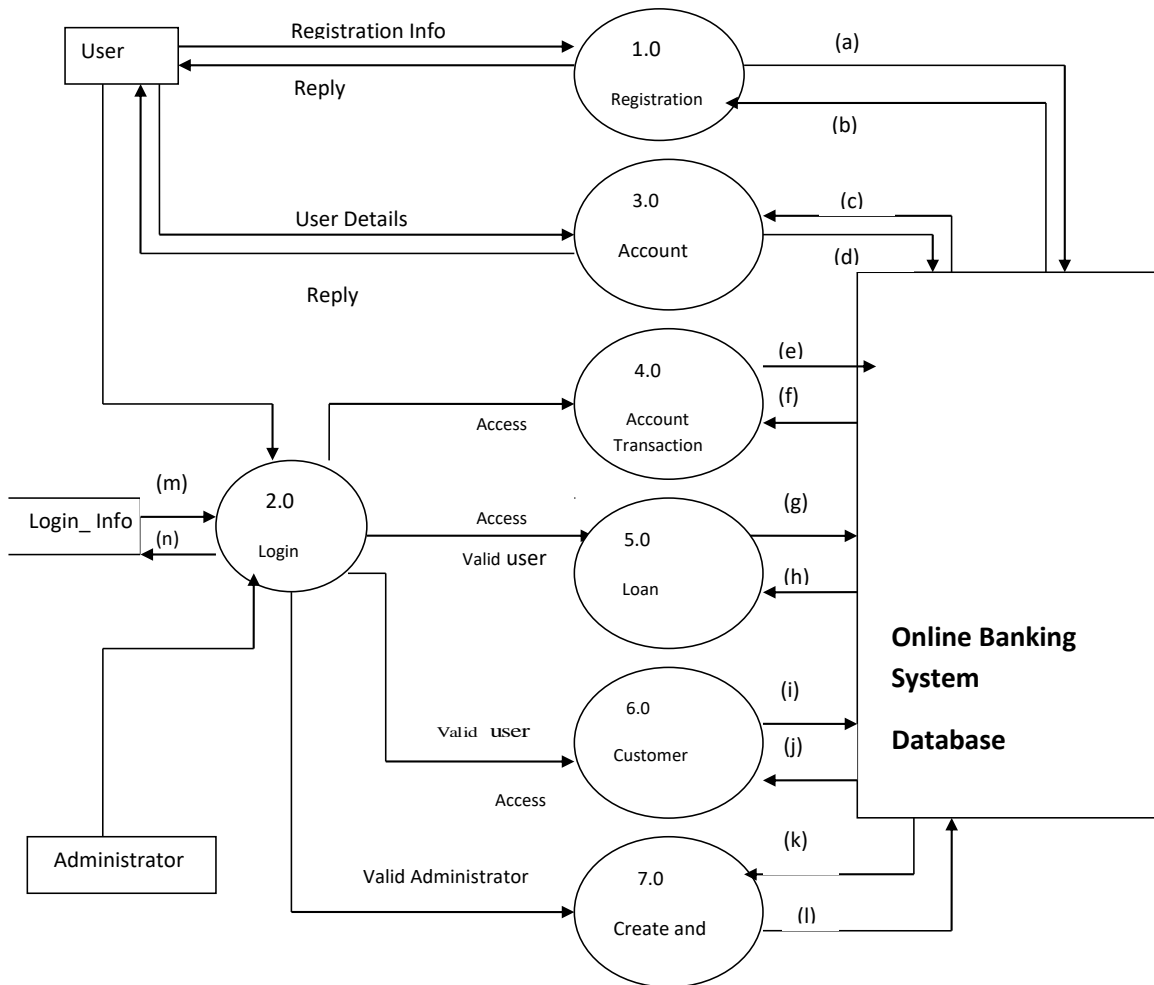 Registration Info
User
1.0
(a)
Reply
Registration
(b)
3.0
(c)
User Details
Account
(d)
Reply
(e)
4.0
(f)
Account
Transaction
Access
(m)
2.0
(g)
Login_ Info
Access
5.0
(n)
Login
Valid user
Loan
(h)
Online Banking
System
Database
(i)
6.0
Valid user
Customer
(j)
Access
(k)
Administrator
Valid Administrator
7.0
Create and
(l)